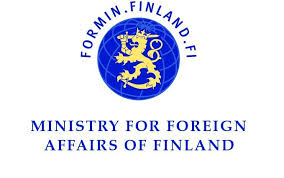 FORMIN.FINLAND.FI
MINISTRY FOR FOREIGN
AFFAIRS OF FINLAND